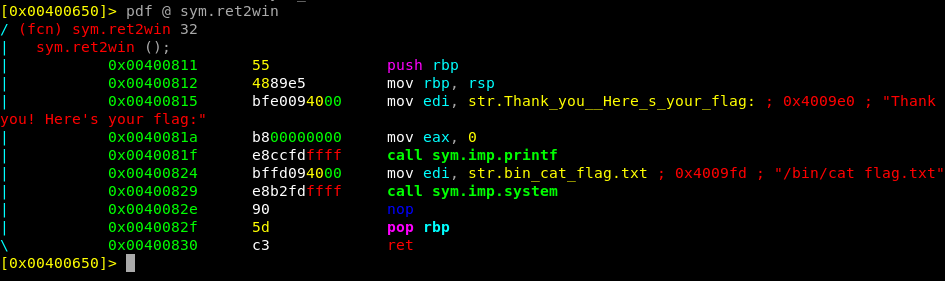 [0x00400650]> pdf @ sym.ret2win
/ (fcn) sym.ret2win 32
|   sym.ret2win ();
|           0x00400811      55             push rbp
|           0x00400812      4889e5         mov rbp, rsp
|           0x00400815      bfe0094000     mov edi, str.Thank_you__Here_s_your_flag: ; 0x4009e0 ; "Thank
you! Here's your flag:"
|           0x0040081a      b800000000     mov eax, 0
|           0x0040081f      e8ccfdffff     call sym.imp.printf
|           0x00400824      bffd094000     mov edi, str.bin_cat_flag.txt ; 0x4009fd ; "/bin/cat flag.txt"
|           0x00400829      e8b2fdffff     call sym.imp.system
|           0x0040082e      90             nop
|           0x0040082f      5d             pop rbp
\           0x00400830      c3             ret
[0x00400650]>